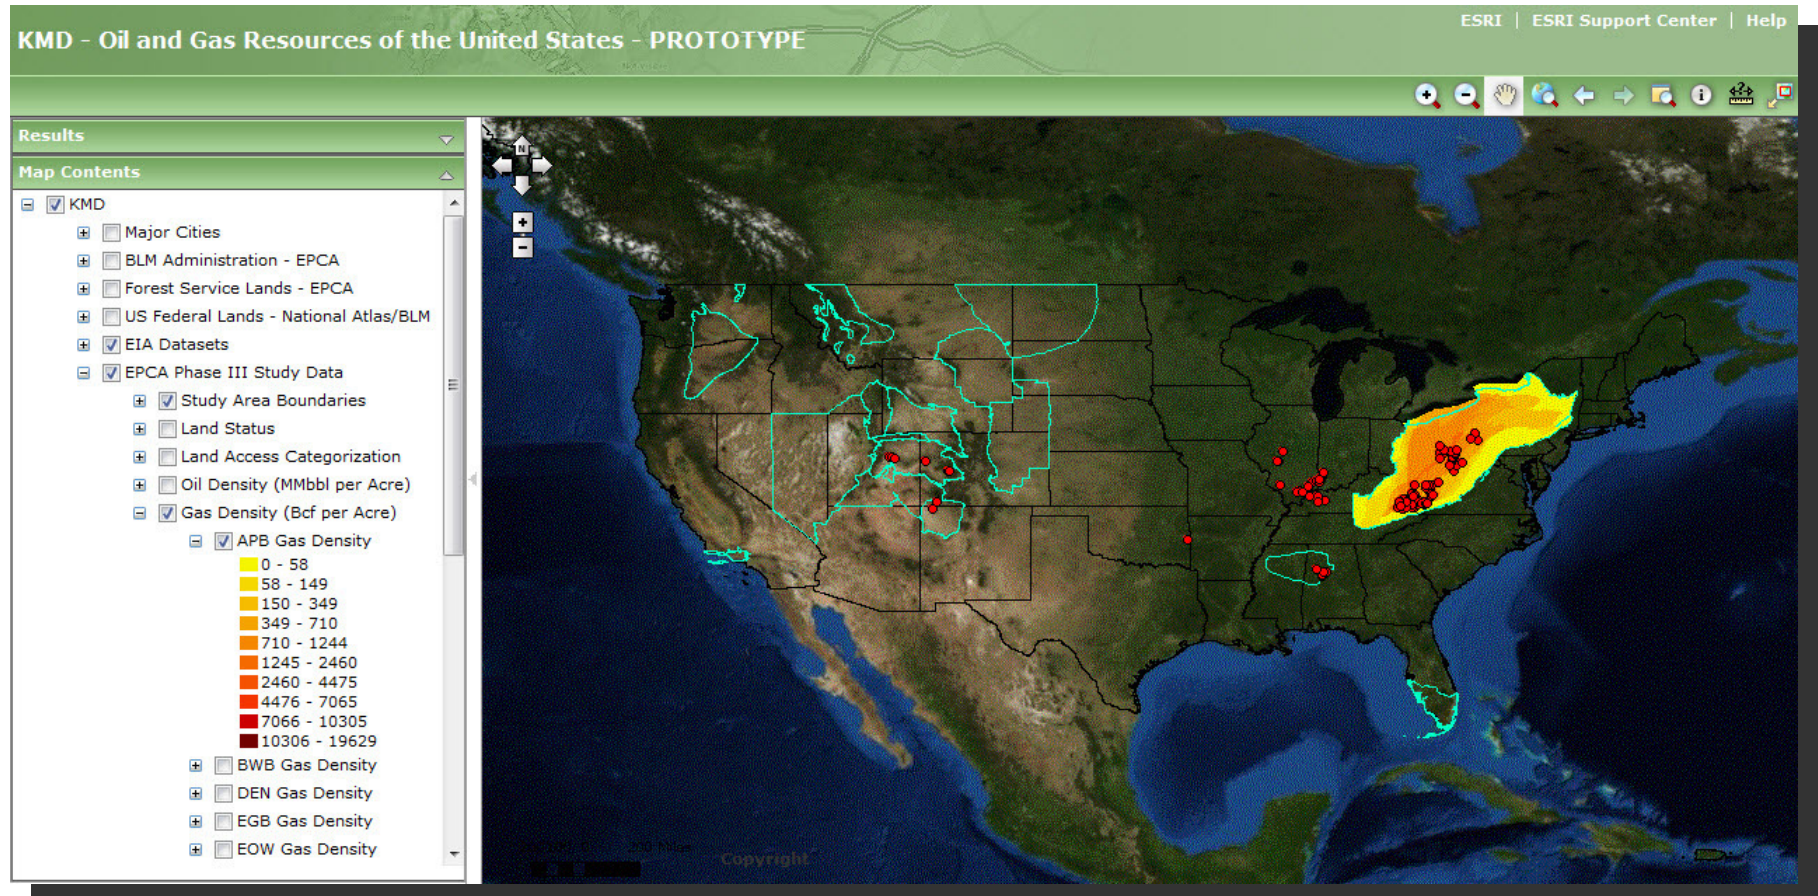 ESRI | ESRI Support Center | Help
KMD - Oil and Gas Resources of the United States - PROTOTYPE
Results
Map Contents
KMD
Major Cities
BLM Administration - EPCA
Forest Service Lands - EPCA
US Federal Lands - National Atlas/BLM
EIA Datasets
EPCA Phase III Study Data
Study Area Boundaries
Land Status
Land Access Categorization
Oil Density (MMbbl per Acre)
Gas Density (Bcf per Acre)
APB Gas Density
0 - 58
58 - 149
150 - 349
349 - 710
710 - 1244
1245 - 2460
2460 - 4475
4476 - 7065
7066 - 10305
10306 - 19629
BWB Gas Density
DEN Gas Density
EGB Gas Density
EOW Gas Density
N
Copyright